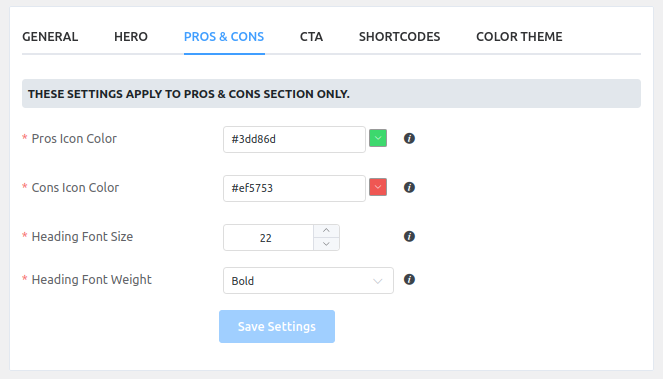 GENERAL HERO PROS & CONS CTA SHORTCODES COLOR THEME
THESE SETTINGS APPLY TO PROS & CONS SECTION ONLY.
* Pros Icon Color #3dd86d
* Cons Icon Color #ef5753
* Heading Font Size 22
* Heading Font Weight Bold
Save Settings